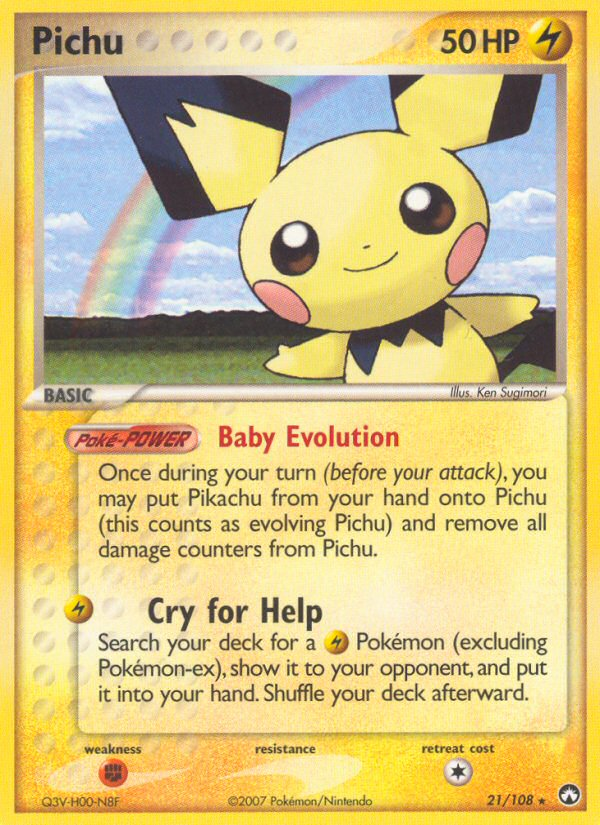 Pichu
50 HP
BASIC
Illus. Ken Sugimori
Poké-POWER Baby Evolution
Once during your turn (before your attack), you
may put Pikachu from your hand onto Pichu
(this counts as evolving Pichu) and remove all
damage counters from Pichu.
Cry for Help
Search your deck for a Pokémon (excluding
Pokémon-ex), show it to your opponent, and put
it into your hand. Shuffle your deck afterward.
weakness resistance retreat cost
Q3V-H00-N8F ©2007 Pokémon/Nintendo 21/108 ★